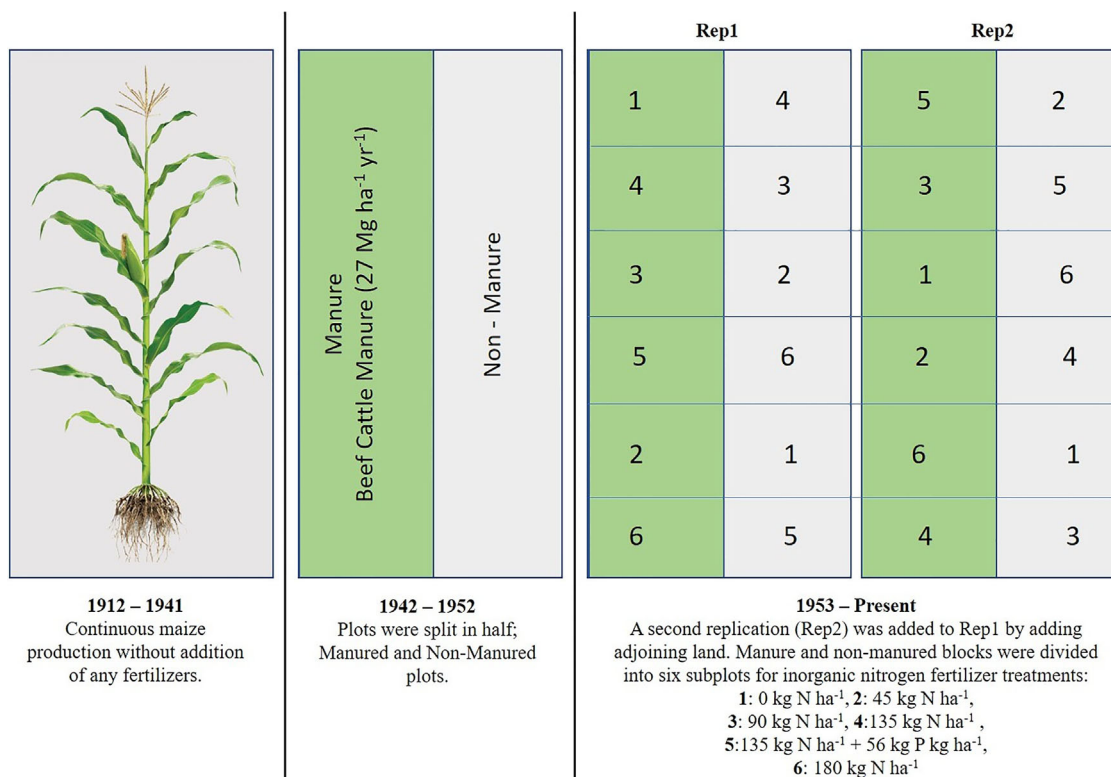 Rep1
Rep2
Manure
Beef Cattle Manure (27 Mg ha⁻¹ yr⁻¹)
Non - Manure
1 4 5 2
4 3 3 5
3 2 1 6
5 6 2 4
2 1 6 1
6 5 4 3
1912 – 1941
Continuous maize
production without addition
of any fertilizers.
1942 – 1952
Plots were split in half;
Manured and Non-Manured
plots.
1953 – Present
A second replication (Rep2) was added to Rep1 by adding
adjoining land. Manure and non-manured blocks were divided
into six subplots for inorganic nitrogen fertilizer treatments:
1: 0 kg N ha⁻¹, 2: 45 kg N ha⁻¹,
3: 90 kg N ha⁻¹, 4:135 kg N ha⁻¹ ,
5:135 kg N ha⁻¹ + 56 kg P kg ha⁻¹,
6: 180 kg N ha⁻¹